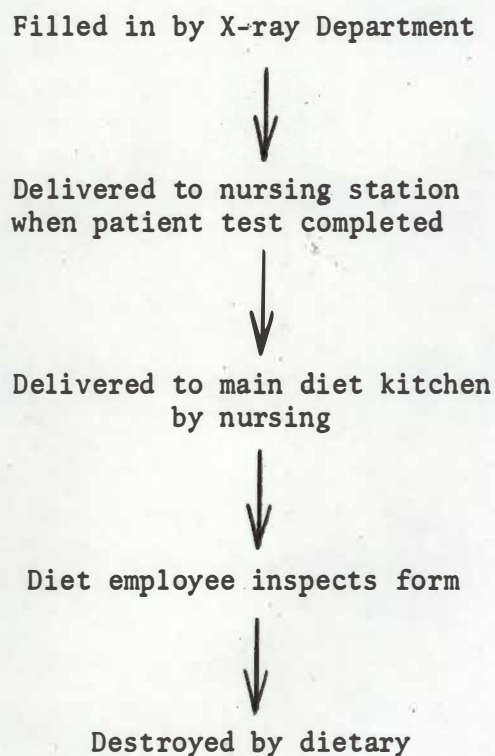 Filled in by X-ray Department
Delivered to nursing station
when patient test completed
Delivered to main diet kitchen
by nursing
Diet employee inspects form
Destroyed by dietary